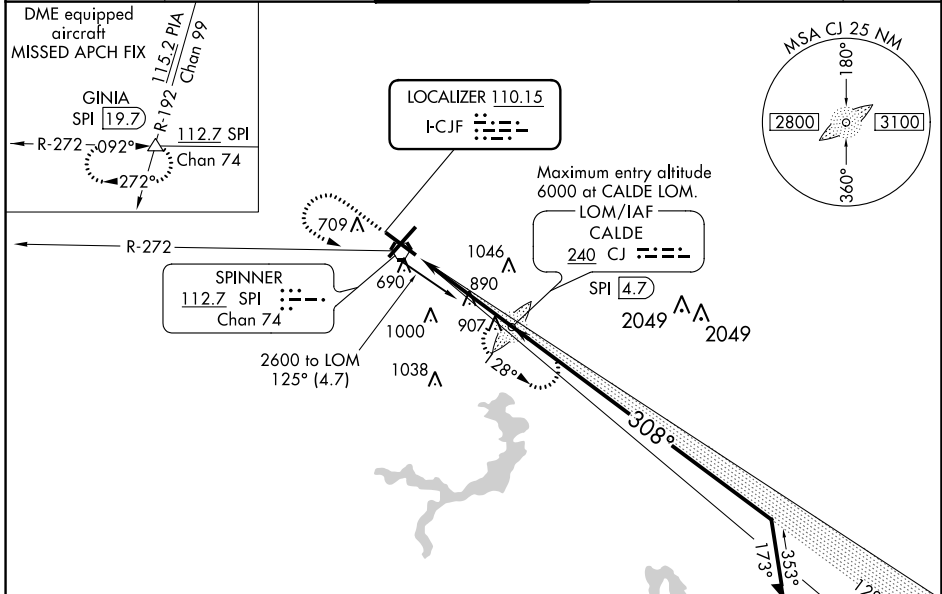 DME equipped
aircraft
MISSED APCH FIX
115.2 PIA
Chan 99
R-192
GINIA
SPI 19.7
R-272
092°
112.7 SPI
Chan 74
272°
LOCALIZER 110.15
I-CJF
MSA CJ 25 NM
180°
2800
3100
360°
Maximum entry altitude
6000 at CALDE LOM.
LOM/IAF
CALDE
240 CJ
SPI 4.7
709
R-272
1046
690
890
SPINNER
112.7 SPI
Chan 74
2049
2049
1000
907
2600 to LOM
125° (4.7)
1038
28°
308°
173°
353°